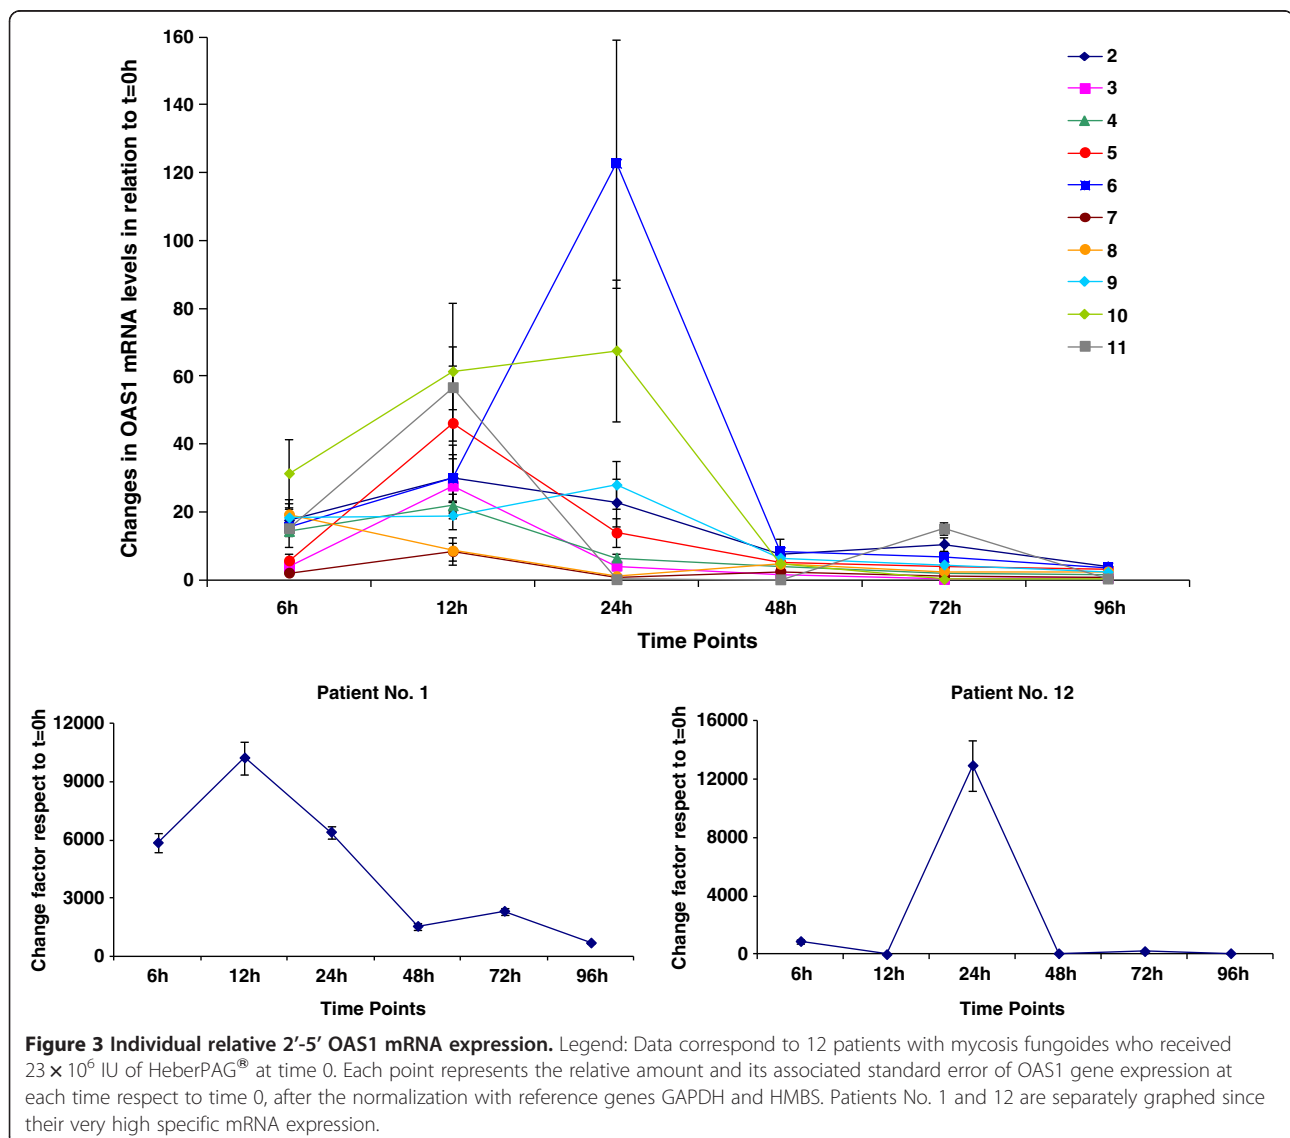 160
140
120
100
80
60
40
20
0
Changes in OAS1 mRNA levels in relation to t=0h
6h 12h 24h 48h 72h 96h
Time Points
2
3
4
5
6
7
8
9
10
11
Patient No. 1
12000
9000
6000
3000
0
Change factor respect to t=0h
6h 12h 24h 48h 72h 96h
Time Points
Patient No. 12
16000
12000
8000
4000
0
Change factor respect to t=0h
6h 12h 24h 48h 72h 96h
Time Points
Figure 3 Individual relative 2’-5’ OAS1 mRNA expression. Legend: Data correspond to 12 patients with mycosis fungoides who received
23 × 10⁶ IU of HeberPAG® at time 0. Each point represents the relative amount and its associated standard error of OAS1 gene expression at
each time respect to time 0, after the normalization with reference genes GAPDH and HMBS. Patients No. 1 and 12 are separately graphed since
their very high specific mRNA expression.